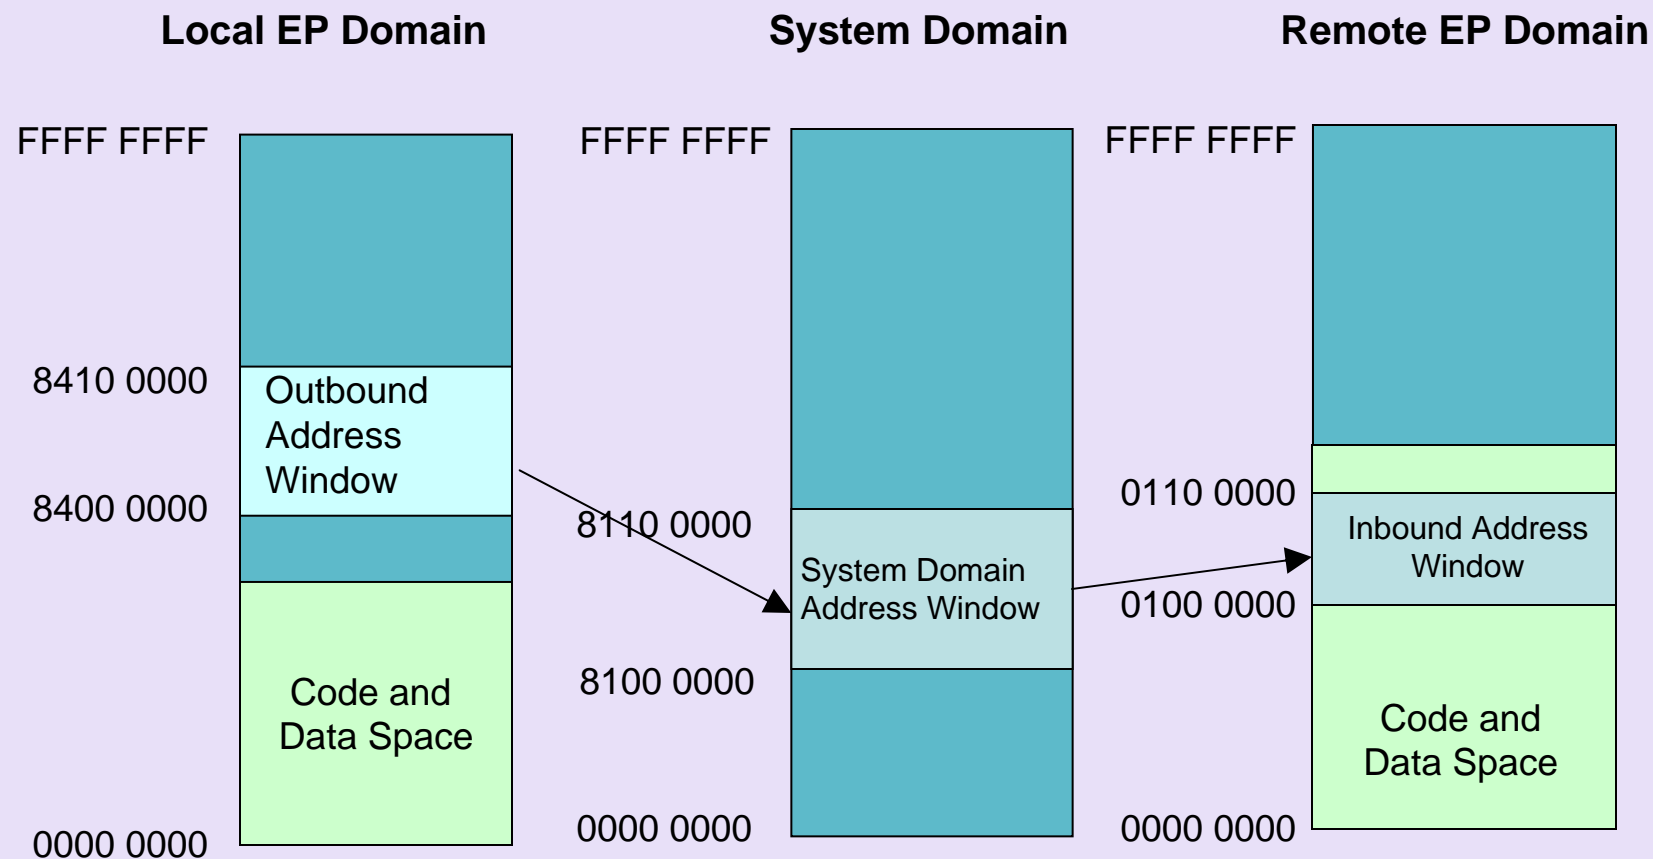 Local EP Domain
System Domain
Remote EP Domain
FFFF FFFF
8410 0000
Outbound
Address
Window
8400 0000
Code and
Data Space
0000 0000
FFFF FFFF
8110 0000
System Domain
Address Window
8100 0000
0000 0000
FFFF FFFF
0110 0000
Inbound Address
Window
0100 0000
Code and
Data Space
0000 0000